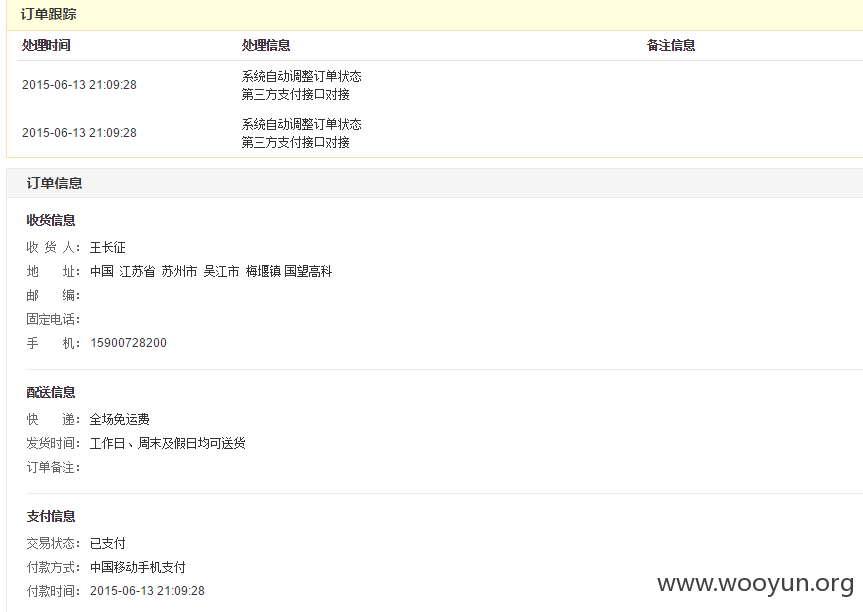 订单跟踪
处理时间 处理信息 备注信息
2015-06-13 21:09:28 系统自动调整订单状态
第三方支付接口对接
2015-06-13 21:09:28 系统自动调整订单状态
第三方支付接口对接
订单信息
收货信息
收 货 人： 王长征
地 址： 中国 江苏省 苏州市 吴江市 梅堰镇 国望高科
邮 编：
固定电话：
手 机： 15900728200
配送信息
快 递： 全场免运费
发货时间： 工作日、周末及假日均可送货
订单备注：
支付信息
交易状态： 已支付
付款方式： 中国移动手机支付
付款时间： 2015-06-13 21:09:28
www.wooyun.org